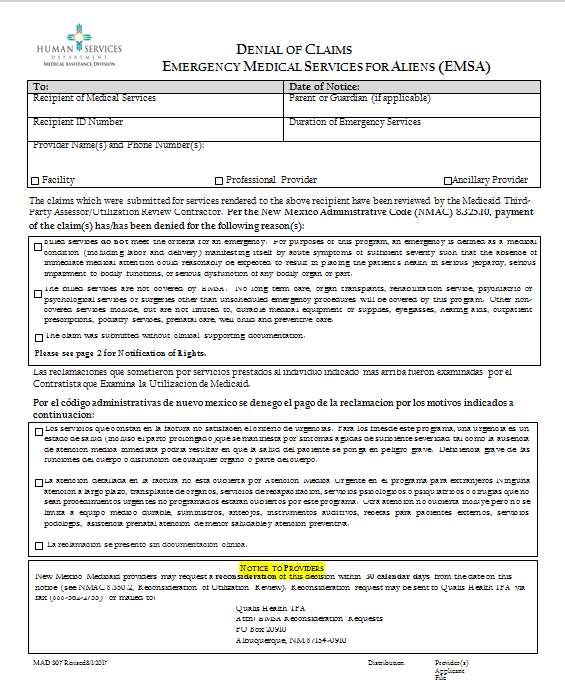 HUMAN SERVICES
DEPARTMENT
MEDICAL ASSISTANCE DIVISION
DENIAL OF CLAIMS
EMERGENCY MEDICAL SERVICES FOR ALIENS (EMSA)
To: Date of Notice:
Recipient of Medical Services Parent or Guardian (if applicable)
Recipient ID Number Duration of Emergency Services
Provider Name(s) and Phone Number(s):
Facility Professional Provider Ancillary Provider
The claims which were submitted for services rendered to the above recipient have been reviewed by the Medicaid Third-
Party Assessor/Utilization Review Contractor. Per the New Mexico Administrative Code (NMAC) 8.325.10, payment
of the claim(s) has/has been denied for the following reason(s):
Billed services do not meet the criteria for an emergency. For purposes of this program, an emergency is defined as a medical
condition (including labor and delivery) manifesting itself by acute symptoms of sufficient severity such that the absence of
immediate medical attention could reasonably be expected to result in placing the patient's health in serious jeopardy, serious
impairment to bodily functions, or serious dysfunction of any bodily organ or part.
The billed services are not covered by EMSA. No long term care, organ transplants, rehabilitation service, psychiatric or
psychological services or surgeries other than unscheduled emergency procedures will be covered by this program. Other non-
covered services include, but are not limited to, durable medical equipment or supplies, eyeglasses, hearing aids, outpatient
prescriptions, podiatry services, prenatal care, well child and preventive care.
The claim was submitted without clinical supporting documentation.
Please see page 2 for Notification of Rights.
Las reclamaciones que sometieron por servicios prestados al individuo indicado mas arriba fueron examinadas por el
Contratista que Examina la Utilizacion de Medicaid.
Por el código administrativas de nuevo mexico se denego el pago de la reclamacion por los motivos indicados a
continuacion:
Los servicios que constan en la factura no satisfacen el criterio de urgencias. Para los fines de este programa, una urgencia es un
estado de salud (incluso el parto prolongado )que se manifiesta por sintomas agudas de suficiente severidad tal como la ausencia
de atencion medica inmediata podria resultar en que la salud del paciente se ponga en peligro grave. Deficiencia grave de las
funciones del cuerpo o disfuncion de cualquier organo o parte del cuerpo.
La atencion detallada en la factura no esta cubierta por Atencion Medica Urgente en el programa para extranjeros Ninguna
atencion a largo plazo, transplante de organos, servicios de reapacitacion, servicios psicologios o psiquiatricos o cirugias que no
sean procedimientos urgentes no programados estaran cubiertos por este programa. Otra atencion no cubierta incluye pero no se
limita a equipo medico durable, suministros, anteojos, instrumentos auditivos, recetas para pacientes externos, servicios
podologos, asistencia prenatal atencion de menor saludable y atencion preventiva.
La reclamacion se presento sin documentacion clinica.
NOTICE TO PROVIDERS
New Mexico Medicaid providers may request a reconsideration of this decision within 30 calendar days from the date on this
notice (see NMAC 8.350.2, Reconsideration of Utilization Review). Reconsideration request may be sent to Qualis Health TPA via
fax or mailed to:
Qualis Health TPA
Attn: EMSA Reconsideration Requests
PO Box 20910
Albuquerque, NM 87154-0910
MAD 307 Revised 8/1/2017 Distribution: Provider(s)
Applicant
File